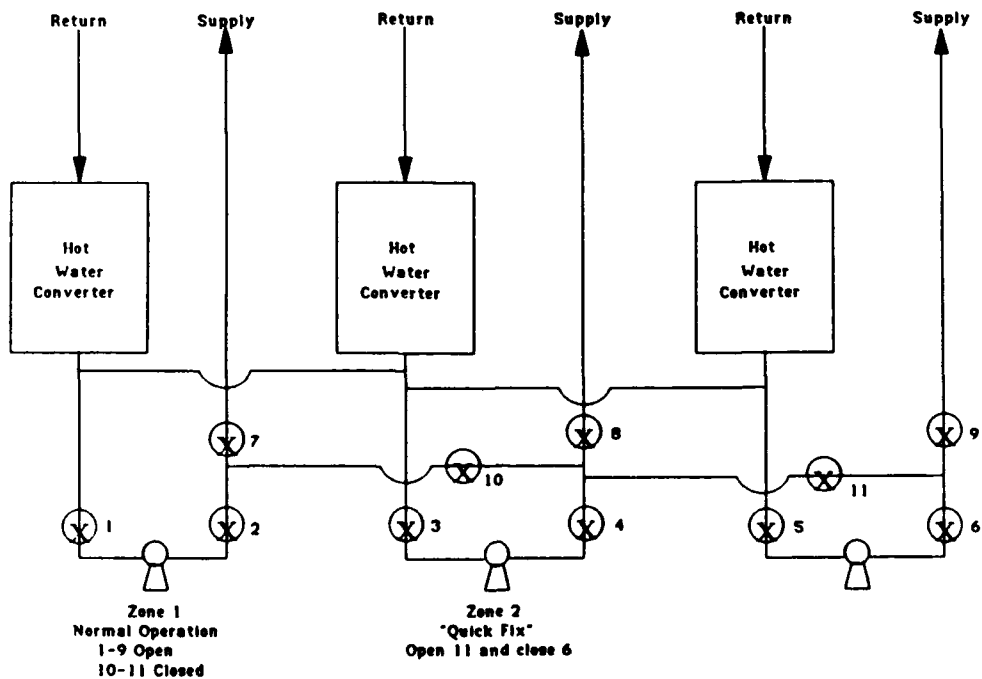 Return
Supply
Return
Supply
Return
Supply
Hot
Water
Converter
Hot
Water
Converter
Hot
Water
Converter
7
8
9
10
11
1
2
3
4
5
6
Zone 1
Normal Operation
1-9 Open
10-11 Closed
Zone 2
"Quick Fix"
Open 11 and close 6